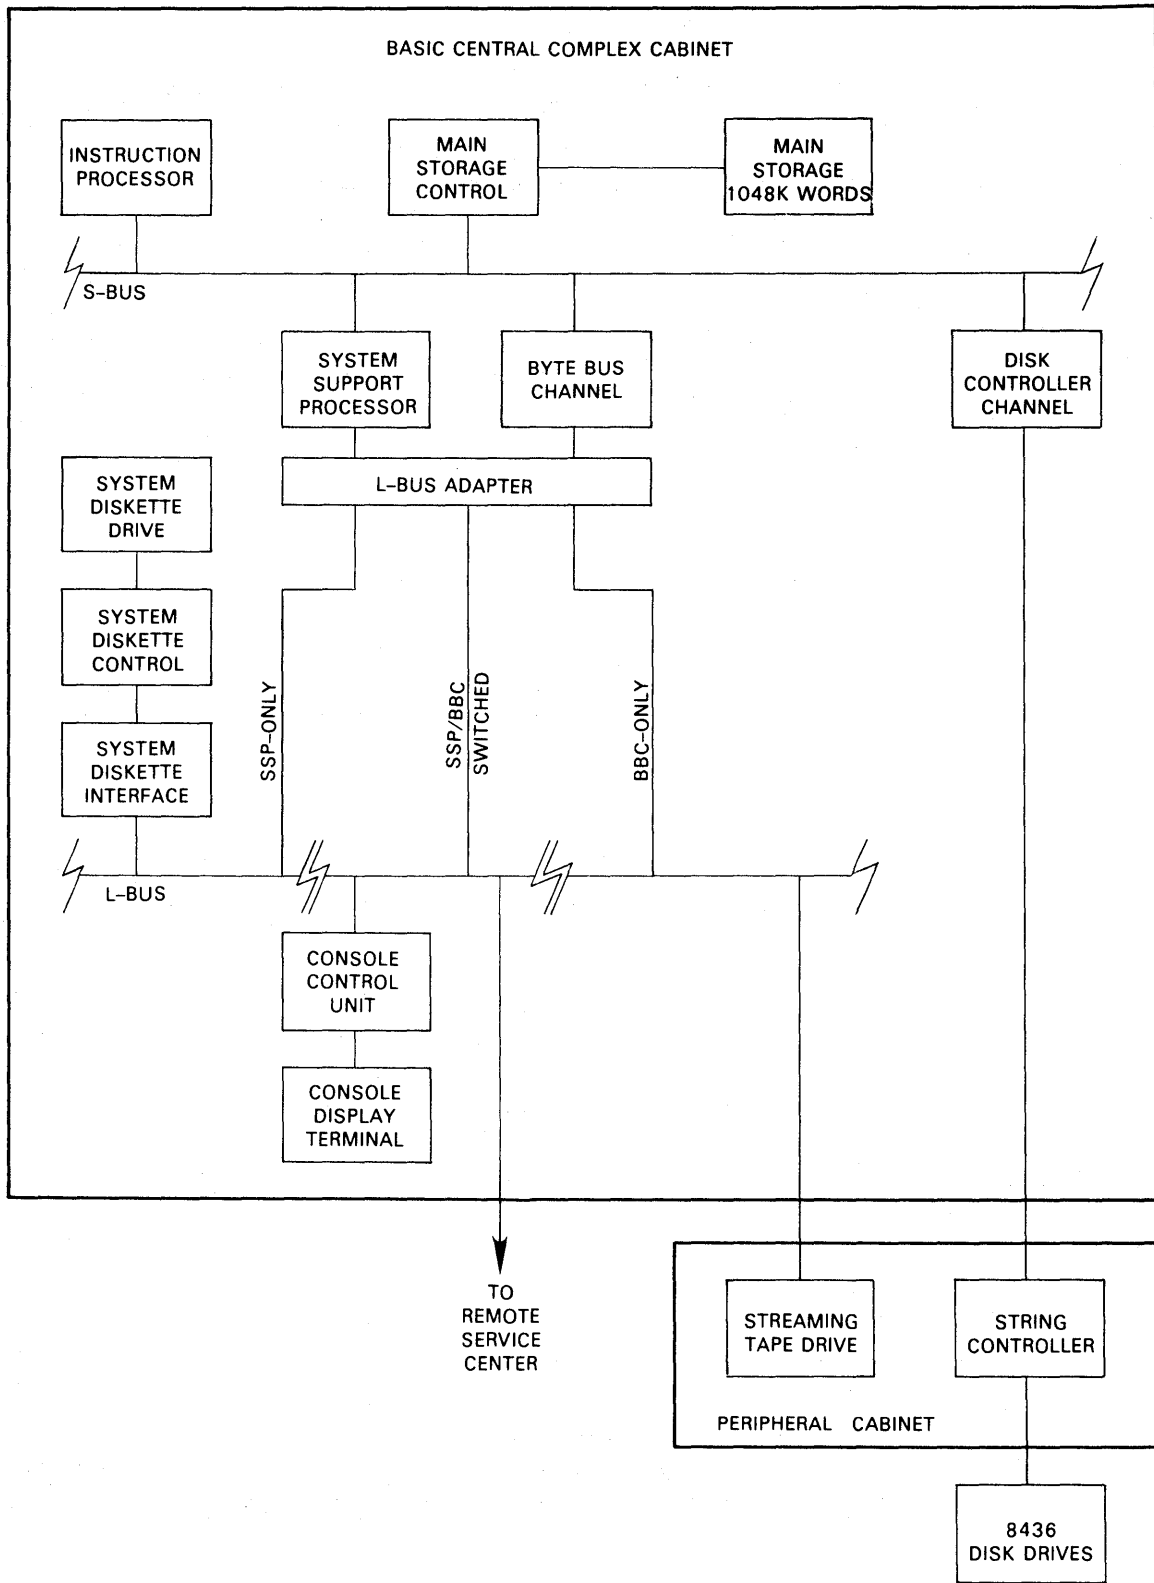 BASIC CENTRAL COMPLEX CABINET
INSTRUCTION
PROCESSOR
MAIN
STORAGE
CONTROL
MAIN
STORAGE
1048K WORDS
S-BUS
SYSTEM
SUPPORT
PROCESSOR
BYTE BUS
CHANNEL
DISK
CONTROLLER
CHANNEL
L-BUS ADAPTER
SYSTEM
DISKETTE
DRIVE
SYSTEM
DISKETTE
CONTROL
SYSTEM
DISKETTE
INTERFACE
SSP-ONLY
SSP/BBC
SWITCHED
BBC-ONLY
L-BUS
CONSOLE
CONTROL
UNIT
CONSOLE
DISPLAY
TERMINAL
TO
REMOTE
SERVICE
CENTER
STREAMING
TAPE DRIVE
STRING
CONTROLLER
PERIPHERAL CABINET
8436
DISK DRIVES